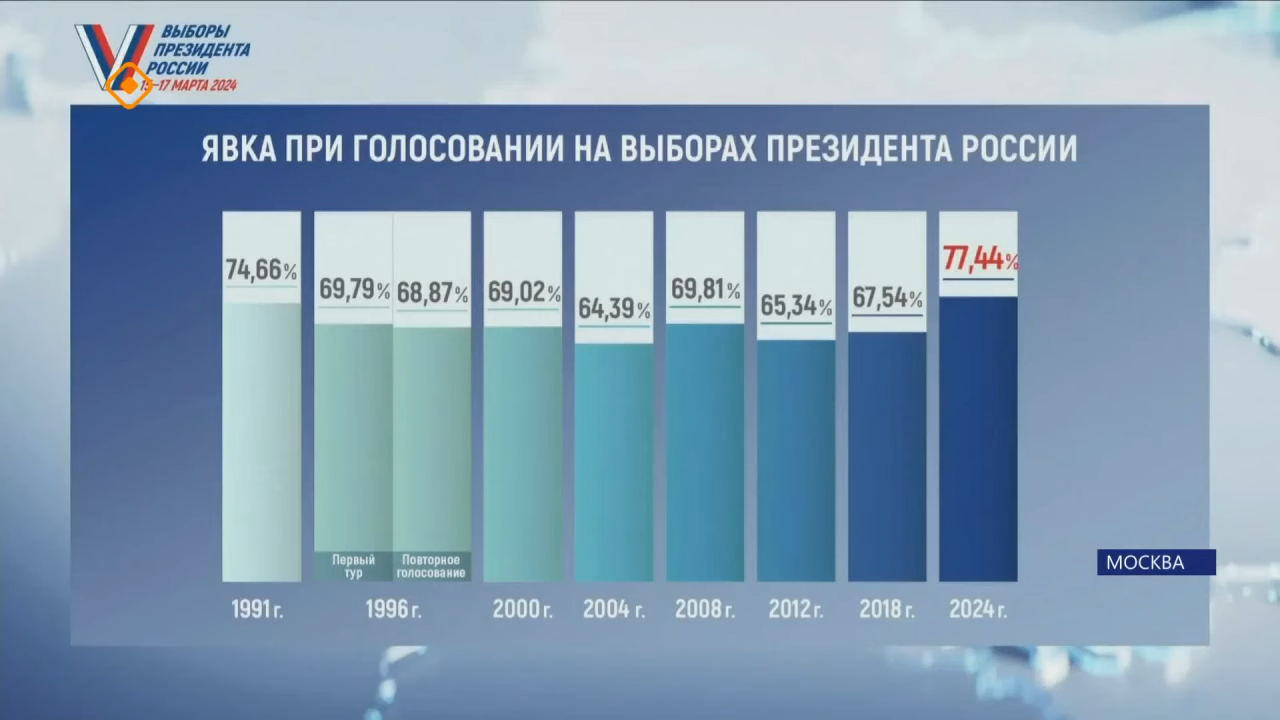 ВЫБОРЫ
ПРЕЗИДЕНТА
РОССИИ
15–17 МАРТА 2024
ЯВКА ПРИ ГОЛОСОВАНИИ НА ВЫБОРАХ ПРЕЗИДЕНТА РОССИИ
74,66% 69,79% 68,87% 69,02% 64,39% 69,81% 65,34% 67,54% 77,44%
Первый тур
Повторное голосование
МОСКВА
1991 г. 1996 г. 2000 г. 2004 г. 2008 г. 2012 г. 2018 г. 2024 г.